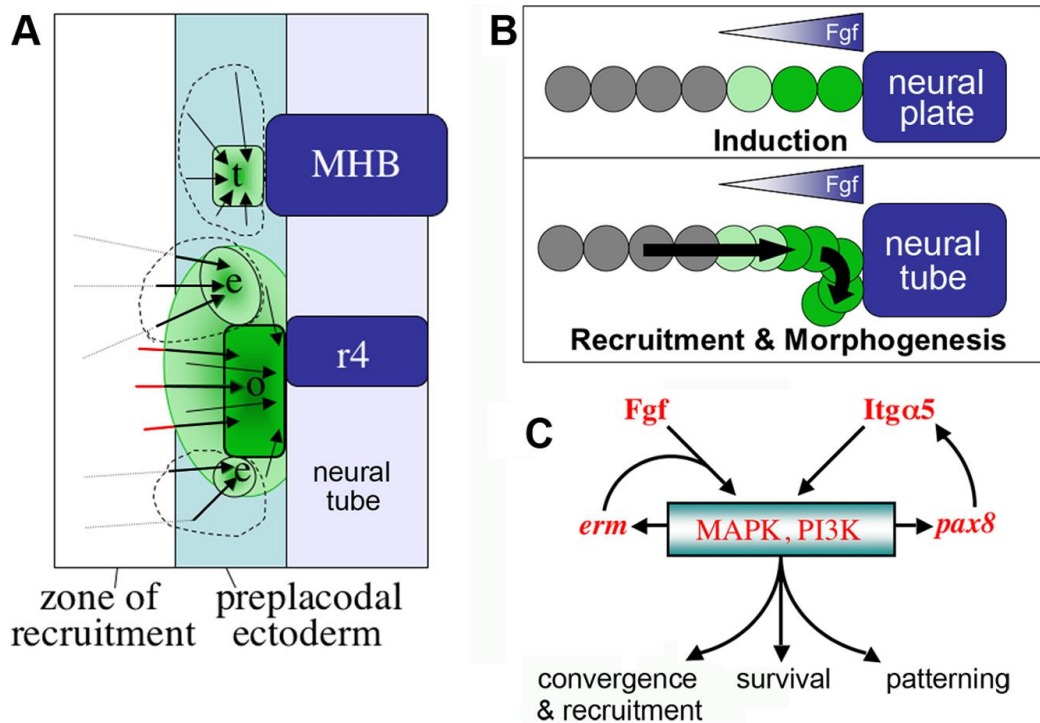 A
MHB
t
e
r4
o
e
neural
tube
zone of
recruitment
preplacodal
ectoderm
B
Fgf
neural
plate
Induction
Fgf
neural
tube
Recruitment & Morphogenesis
C
Fgf
Itgα5
erm
MAPK, PI3K
pax8
convergence
& recruitment
survival
patterning